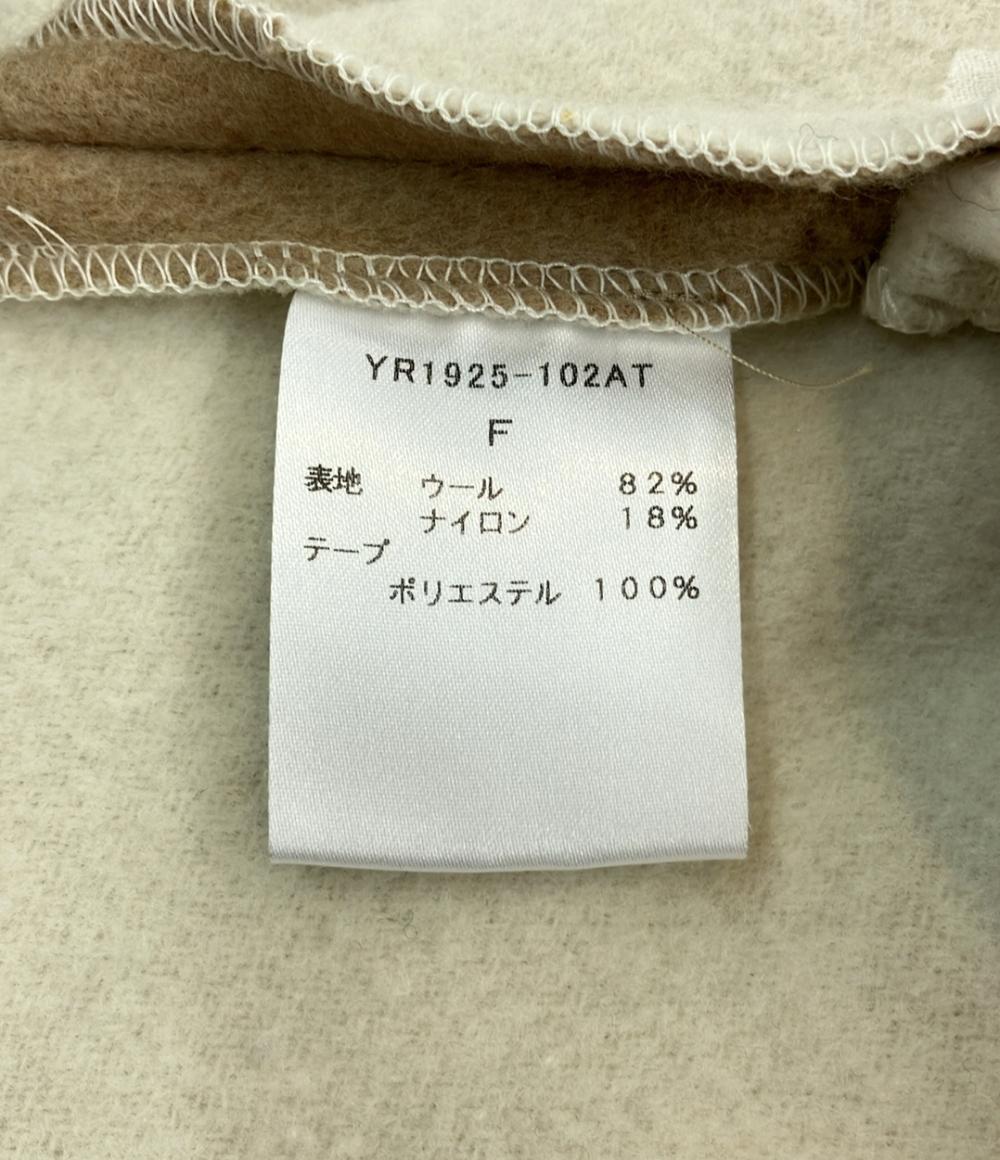 YR1925-102AT
F
表地 ウール 82%
ナイロン 18%
テープ
ポリエステル 100%